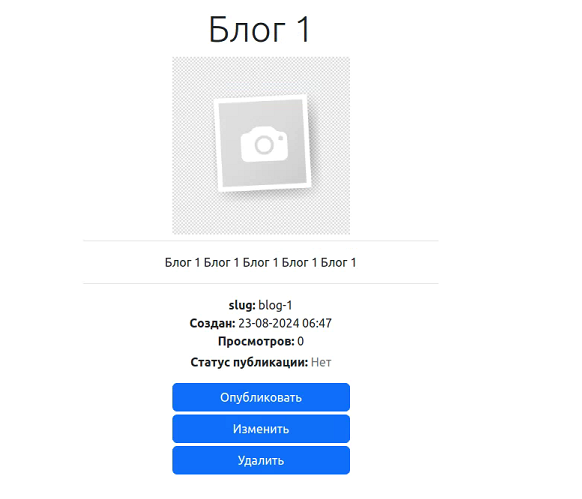 Блог 1
Блог 1 Блог 1 Блог 1 Блог 1 Блог 1
slug: blog-1
Создан: 23-08-2024 06:47
Просмотров: 0
Статус публикации: Нет
Опубликовать
Изменить
Удалить